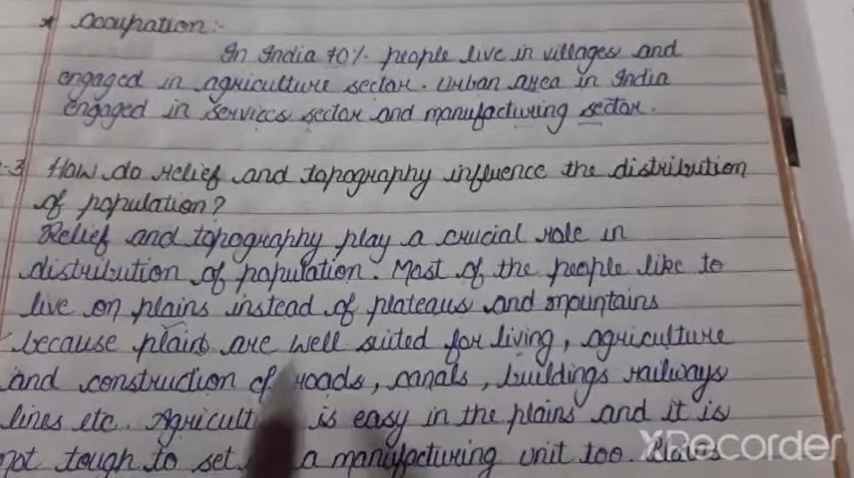 * Occupation:-
In India 70% people live in villages and
engaged in agriculture sector. Urban area in India
engaged in services sector and manufacturing sector.
-3 How do relief and topography influence the distribution
of population?
Relief and topography play a crucial role in
distribution of population. Most of the people like to
live on plains instead of plateaus and mountains
because plains are well suited for living, agriculture
and construction of roads, canals, buildings railways
lines etc. Agricult is easy in the plains and it is
not tough to set a manufacturing unit too. Plains
XRecorder